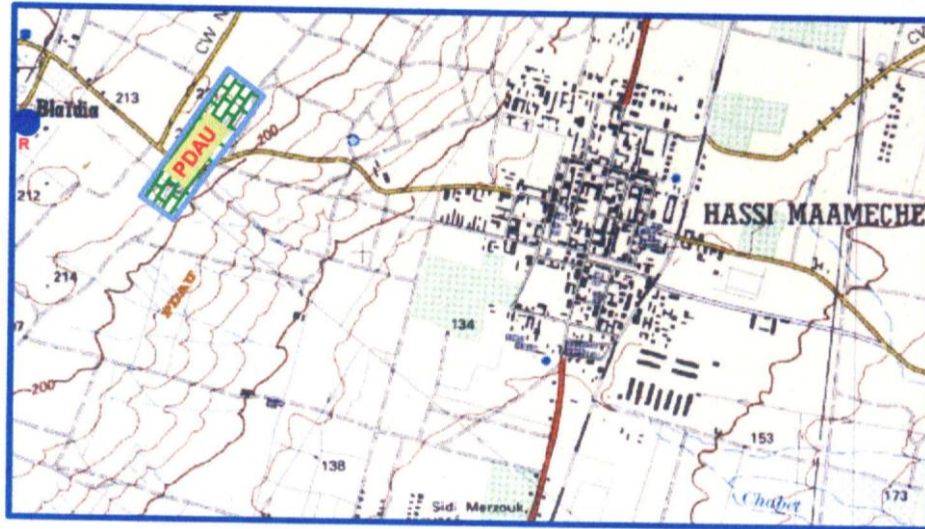 CW N
CW
213
Blaidia
PDAU
200
R
212
HASSI MAAMECHE
214
PDAU
134
200
153
138
173
Sidi Merzouk
Chabet